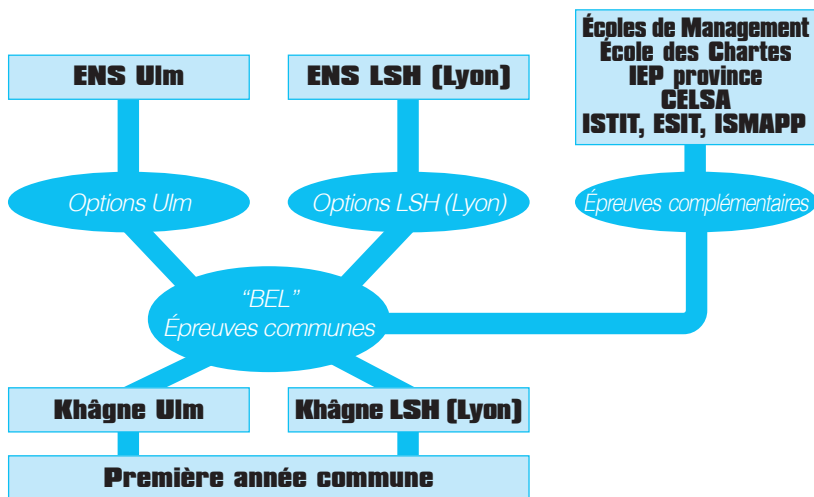 ENS Ulm
ENS LSH (Lyon)
Écoles de Management
École des Chartes
IEP province
CELSA
ISTIT, ESIT, ISMAPP
Options Ulm
Options LSH (Lyon)
Épreuves complémentaires
“BEL”
Épreuves communes
Khâgne Ulm
Khâgne LSH (Lyon)
Première année commune